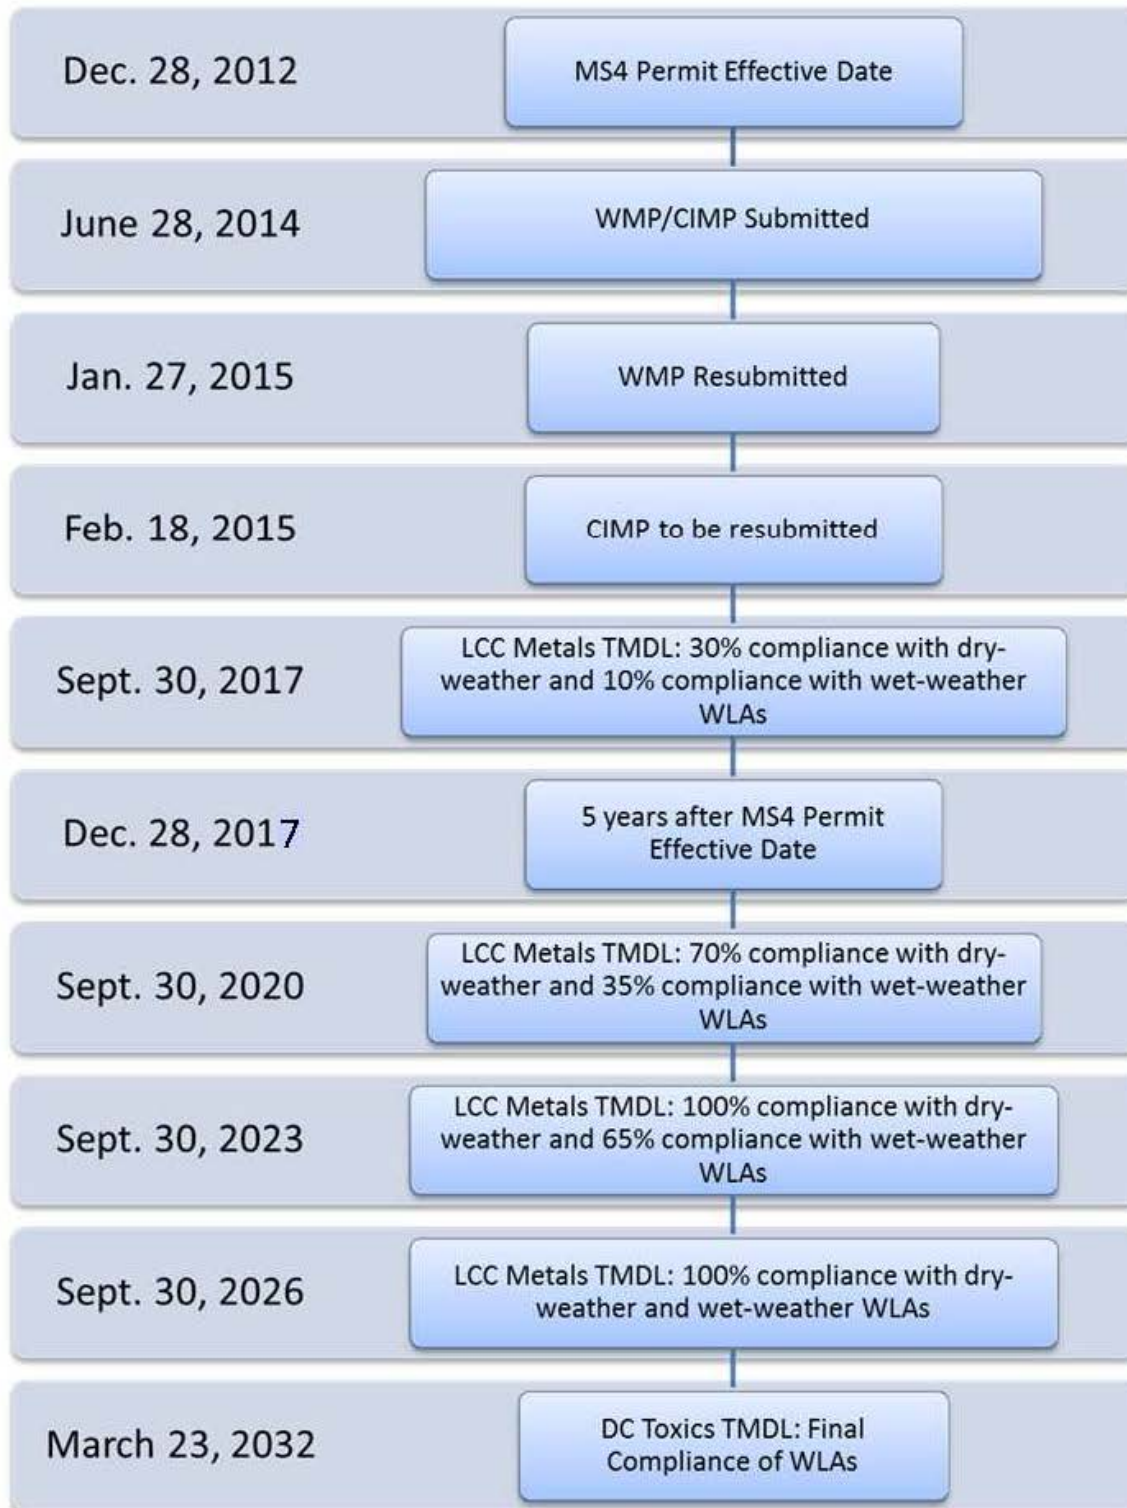 Dec. 28, 2012
MS4 Permit Effective Date
June 28, 2014
WMP/CIMP Submitted
Jan. 27, 2015
WMP Resubmitted
Feb. 18, 2015
CIMP to be resubmitted
Sept. 30, 2017
LCC Metals TMDL: 30% compliance with dry-
weather and 10% compliance with wet-weather
WLAs
Dec. 28, 2017
5 years after MS4 Permit
Effective Date
Sept. 30, 2020
LCC Metals TMDL: 70% compliance with dry-
weather and 35% compliance with wet-weather
WLAs
Sept. 30, 2023
LCC Metals TMDL: 100% compliance with dry-
weather and 65% compliance with wet-weather
WLAs
Sept. 30, 2026
LCC Metals TMDL: 100% compliance with dry-
weather and wet-weather WLAs
March 23, 2032
DC Toxics TMDL: Final
Compliance of WLAs